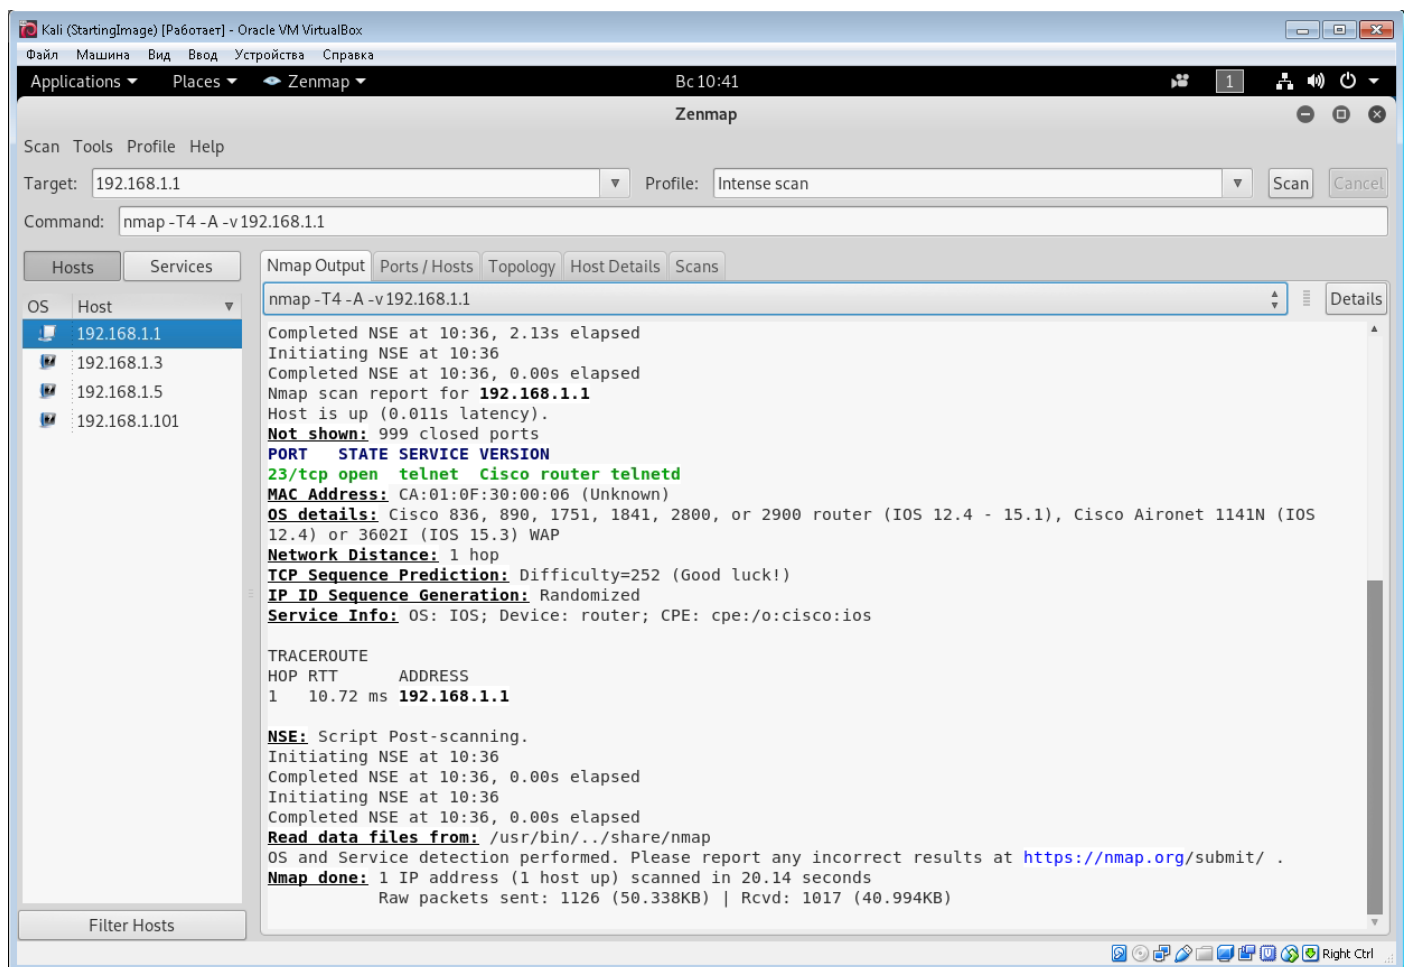 Kali (StartingImage) [Работает] - Oracle VM VirtualBox
Файл Машина Вид Ввод Устройства Справка
Applications Places Zenmap Вс 10:41 1
Zenmap
Scan Tools Profile Help
Target: 192.168.1.1 Profile: Intense scan Scan Cancel
Command: nmap -T4 -A -v 192.168.1.1
Hosts Services Nmap Output Ports / Hosts Topology Host Details Scans
nmap -T4 -A -v 192.168.1.1 Details
OS Host
192.168.1.1
192.168.1.3
192.168.1.5
192.168.1.101
Completed NSE at 10:36, 2.13s elapsed
Initiating NSE at 10:36
Completed NSE at 10:36, 0.00s elapsed
Nmap scan report for 192.168.1.1
Host is up (0.011s latency).
Not shown: 999 closed ports
PORT STATE SERVICE VERSION
23/tcp open telnet Cisco router telnetd
MAC Address: CA:01:0F:30:00:06 (Unknown)
OS details: Cisco 836, 890, 1751, 1841, 2800, or 2900 router (IOS 12.4 - 15.1), Cisco Aironet 1141N (IOS
12.4) or 3602I (IOS 15.3) WAP
Network Distance: 1 hop
TCP Sequence Prediction: Difficulty=252 (Good luck!)
IP ID Sequence Generation: Randomized
Service Info: OS: IOS; Device: router; CPE: cpe:/o:cisco:ios
TRACEROUTE
HOP RTT ADDRESS
1 10.72 ms 192.168.1.1
NSE: Script Post-scanning.
Initiating NSE at 10:36
Completed NSE at 10:36, 0.00s elapsed
Initiating NSE at 10:36
Completed NSE at 10:36, 0.00s elapsed
Read data files from: /usr/bin/../share/nmap
OS and Service detection performed. Please report any incorrect results at https://nmap.org/submit/ .
Nmap done: 1 IP address (1 host up) scanned in 20.14 seconds
Raw packets sent: 1126 (50.338KB) | Rcvd: 1017 (40.994KB)
Filter Hosts
Right Ctrl